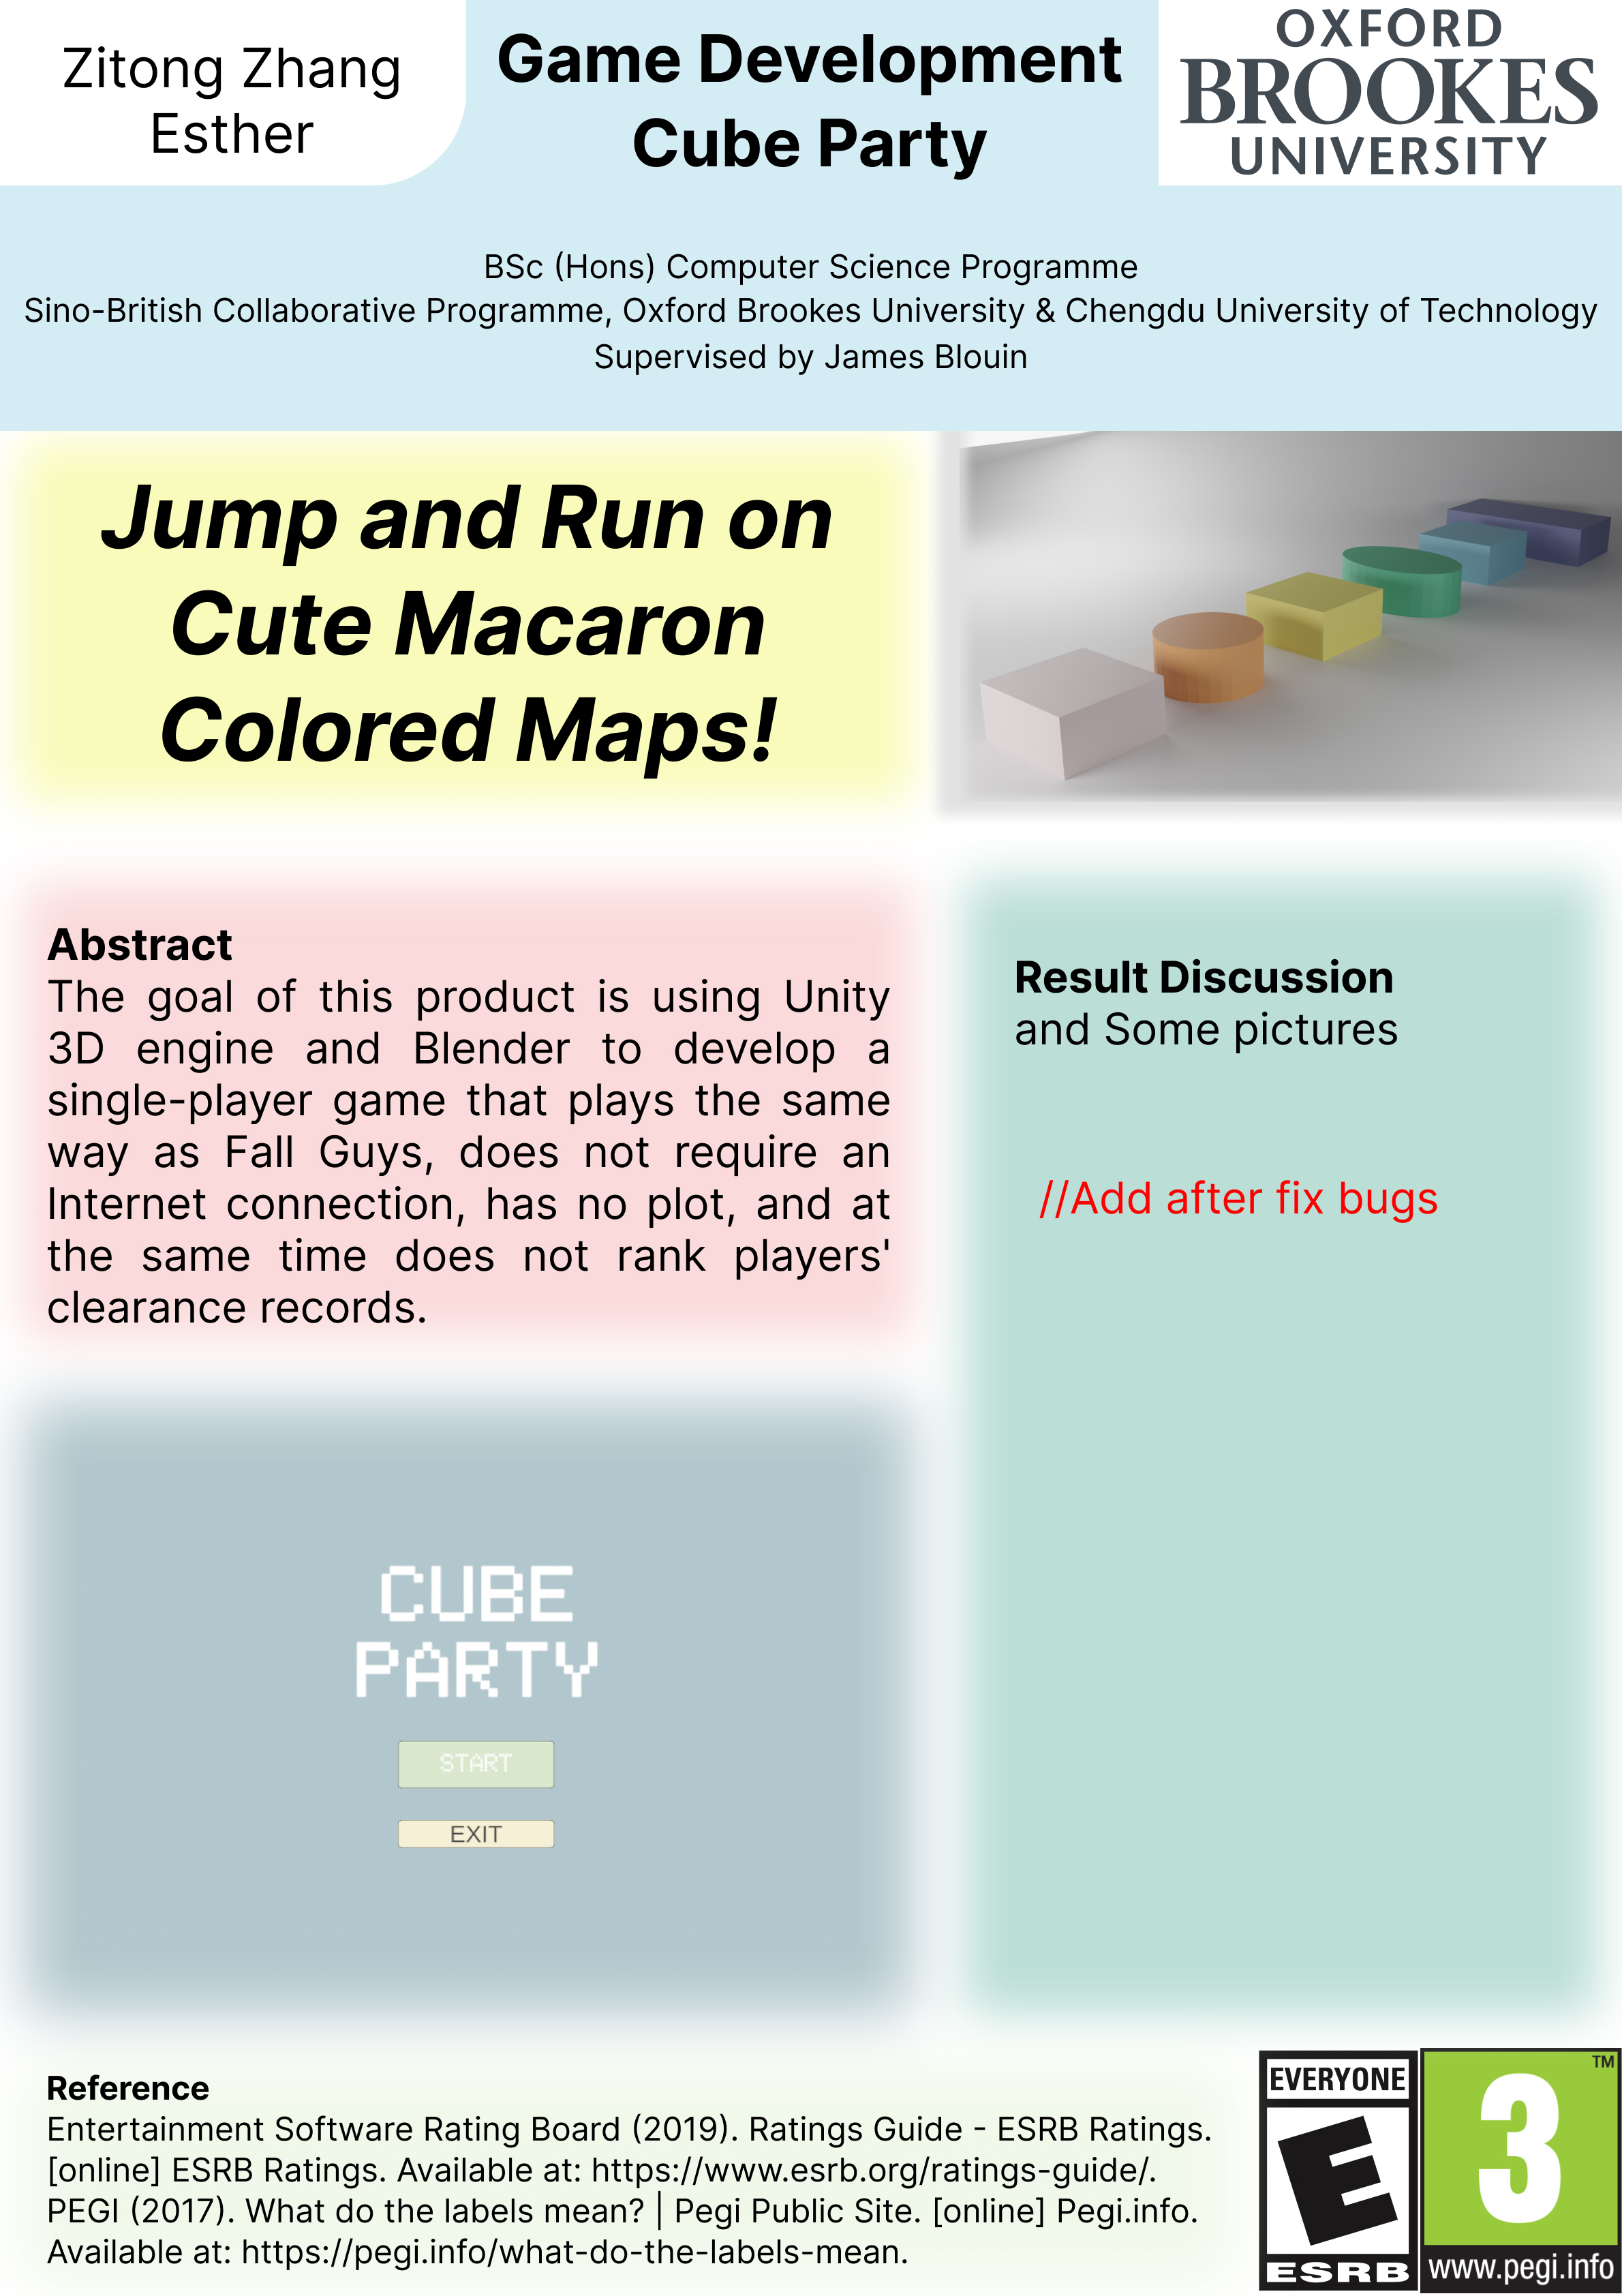 Zitong Zhang
Esther
Game Development
Cube Party
OXFORD
BROOKES
UNIVERSITY
BSc (Hons) Computer Science Programme
Sino-British Collaborative Programme, Oxford Brookes University & Chengdu University of Technology
Supervised by James Blouin
Jump and Run on
Cute Macaron
Colored Maps!
Abstract
The goal of this product is using Unity
3D engine and Blender to develop a
single-player game that plays the same
way as Fall Guys, does not require an
Internet connection, has no plot, and at
the same time does not rank players'
clearance records.
Result Discussion
and Some pictures
//Add after fix bugs
CUBE
PARTY
START
EXIT
Reference
Entertainment Software Rating Board (2019). Ratings Guide - ESRB Ratings.
[online] ESRB Ratings. Available at: https://www.esrb.org/ratings-guide/.
PEGI (2017). What do the labels mean? | Pegi Public Site. [online] Pegi.info.
Available at: https://pegi.info/what-do-the-labels-mean.
EVERYONE
E
ESRB
TM
3
www.pegi.info